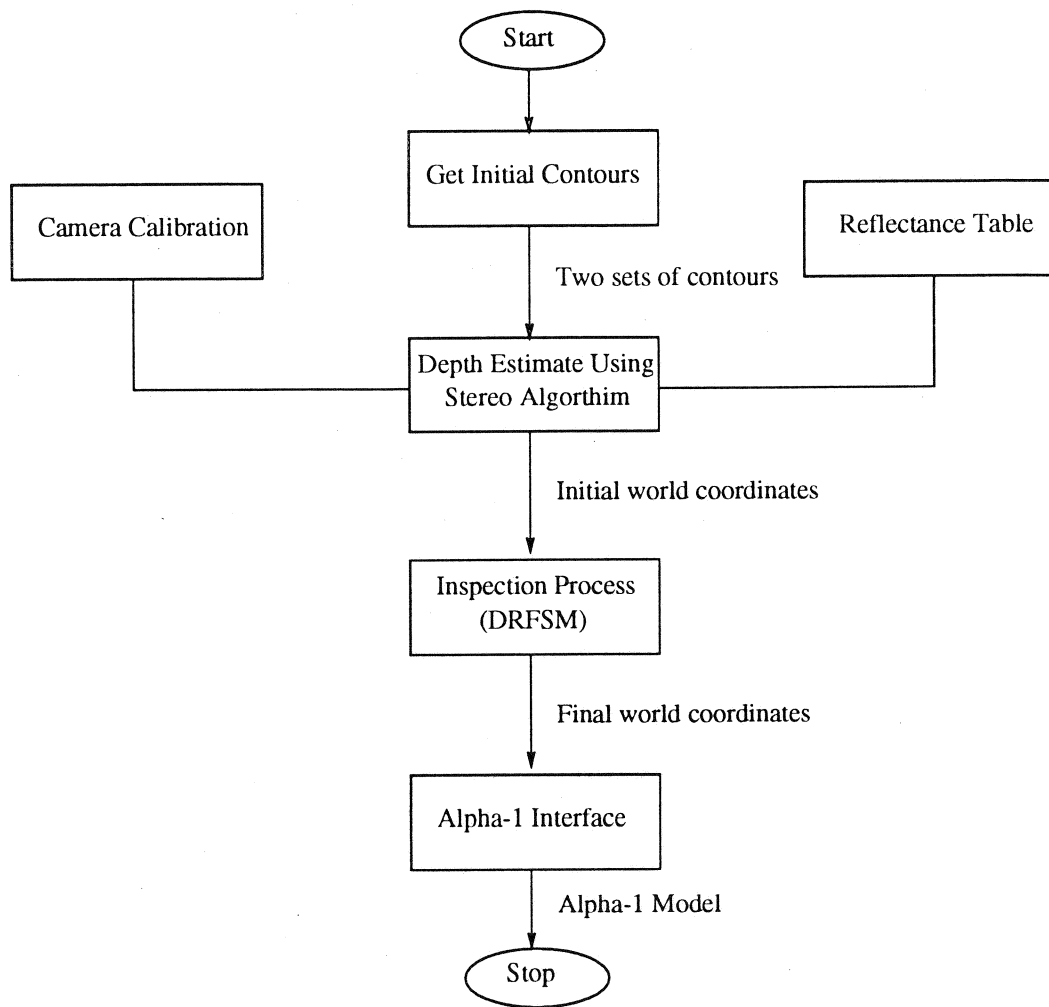 Start
Get Initial Contours
Camera Calibration
Reflectance Table
Two sets of contours
Depth Estimate Using
Stereo Algorthim
Initial world coordinates
Inspection Process
(DRFSM)
Final world coordinates
Alpha-1 Interface
Alpha-1 Model
Stop